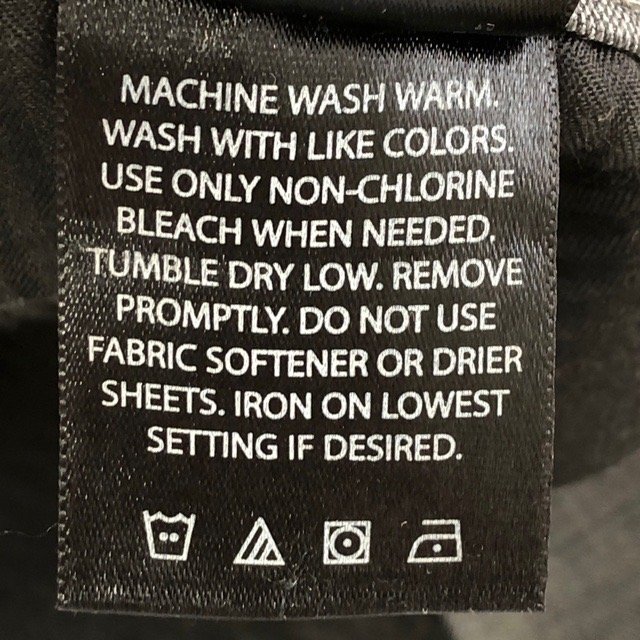 MACHINE WASH WARM.
WASH WITH LIKE COLORS.
USE ONLY NON-CHLORINE
BLEACH WHEN NEEDED.
TUMBLE DRY LOW. REMOVE
PROMPTLY. DO NOT USE
FABRIC SOFTENER OR DRIER
SHEETS. IRON ON LOWEST
SETTING IF DESIRED.